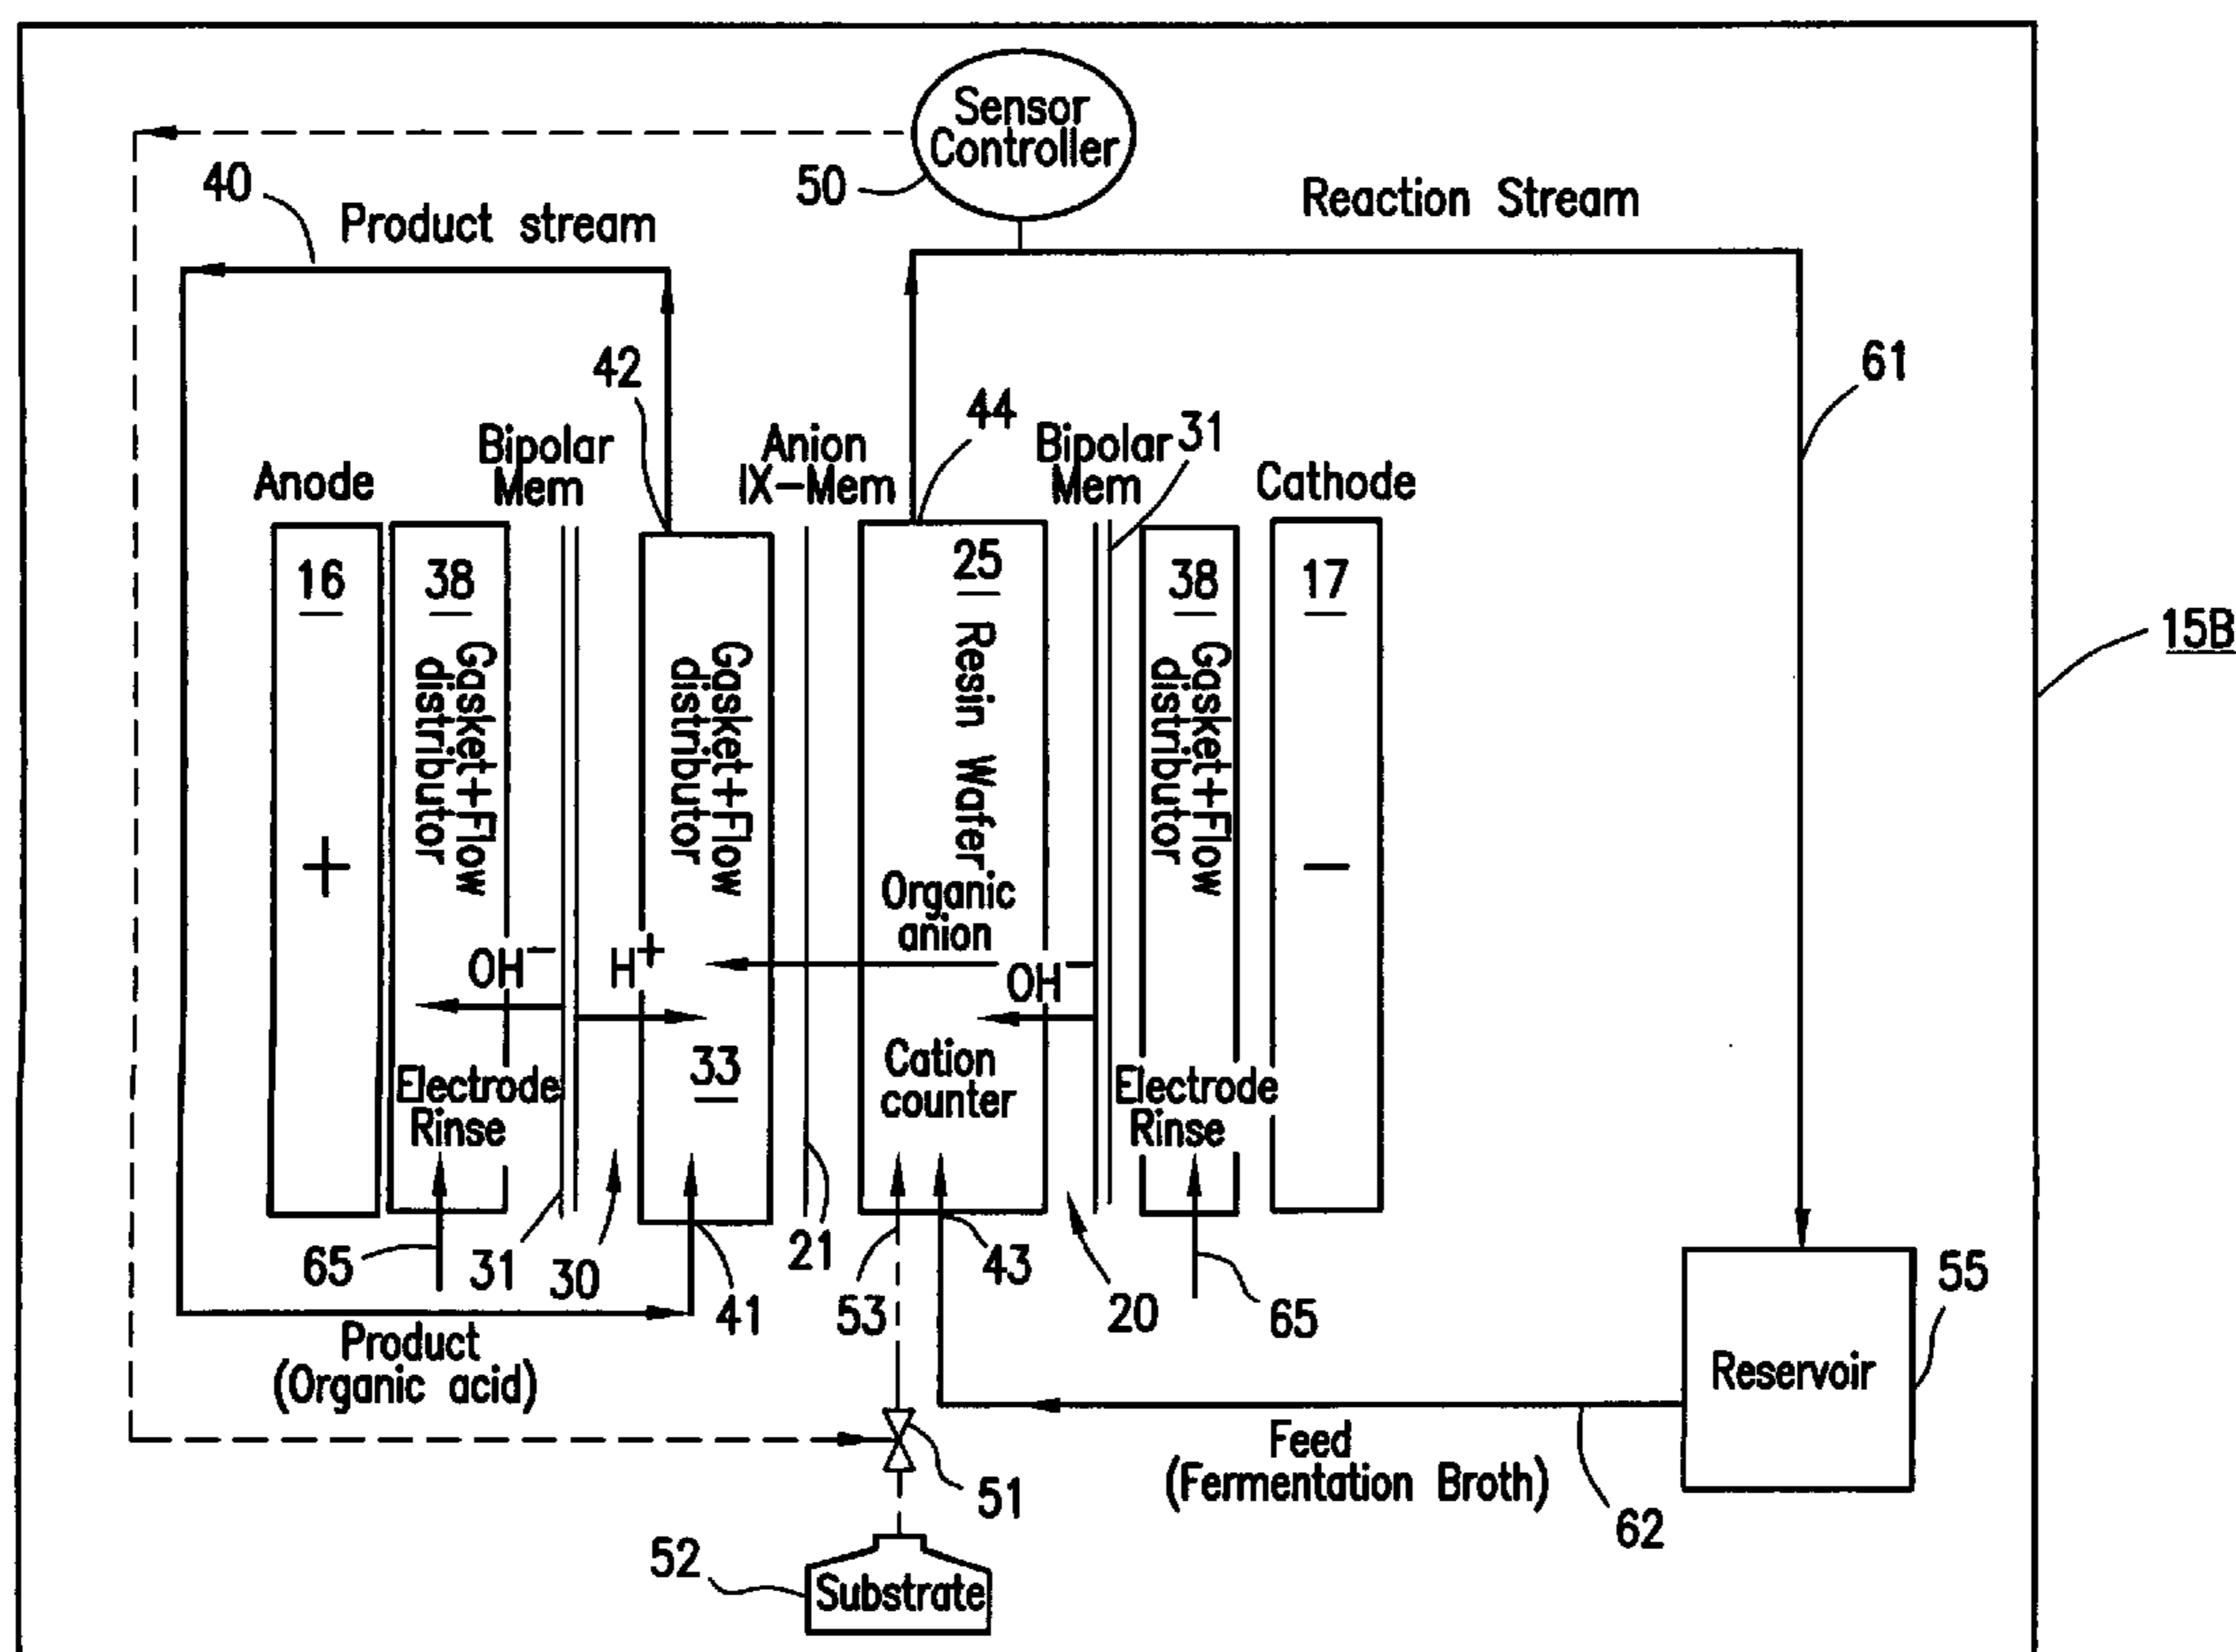 Sensor
Controller
50
40
Product stream
Reaction Stream
61
42
44
Bipolar
Mem
Anion
IX-Mem
Bipolar
Mem
31
Anode
Cathode
16
38
25
38
17
15B
Gasket+Flow
distributor
Gasket+Flow
distributor
Resin Wafer
Gasket+Flow
distributor
+
−
Organic
anion
OH⁻
H⁺
OH⁻
33
Cation
counter
Electrode
Rinse
Electrode
Rinse
65
31
30
41
21
53
43
20
65
55
Product
(Organic acid)
Reservoir
Feed
(Fermentation Broth)
51
62
52
Substrate